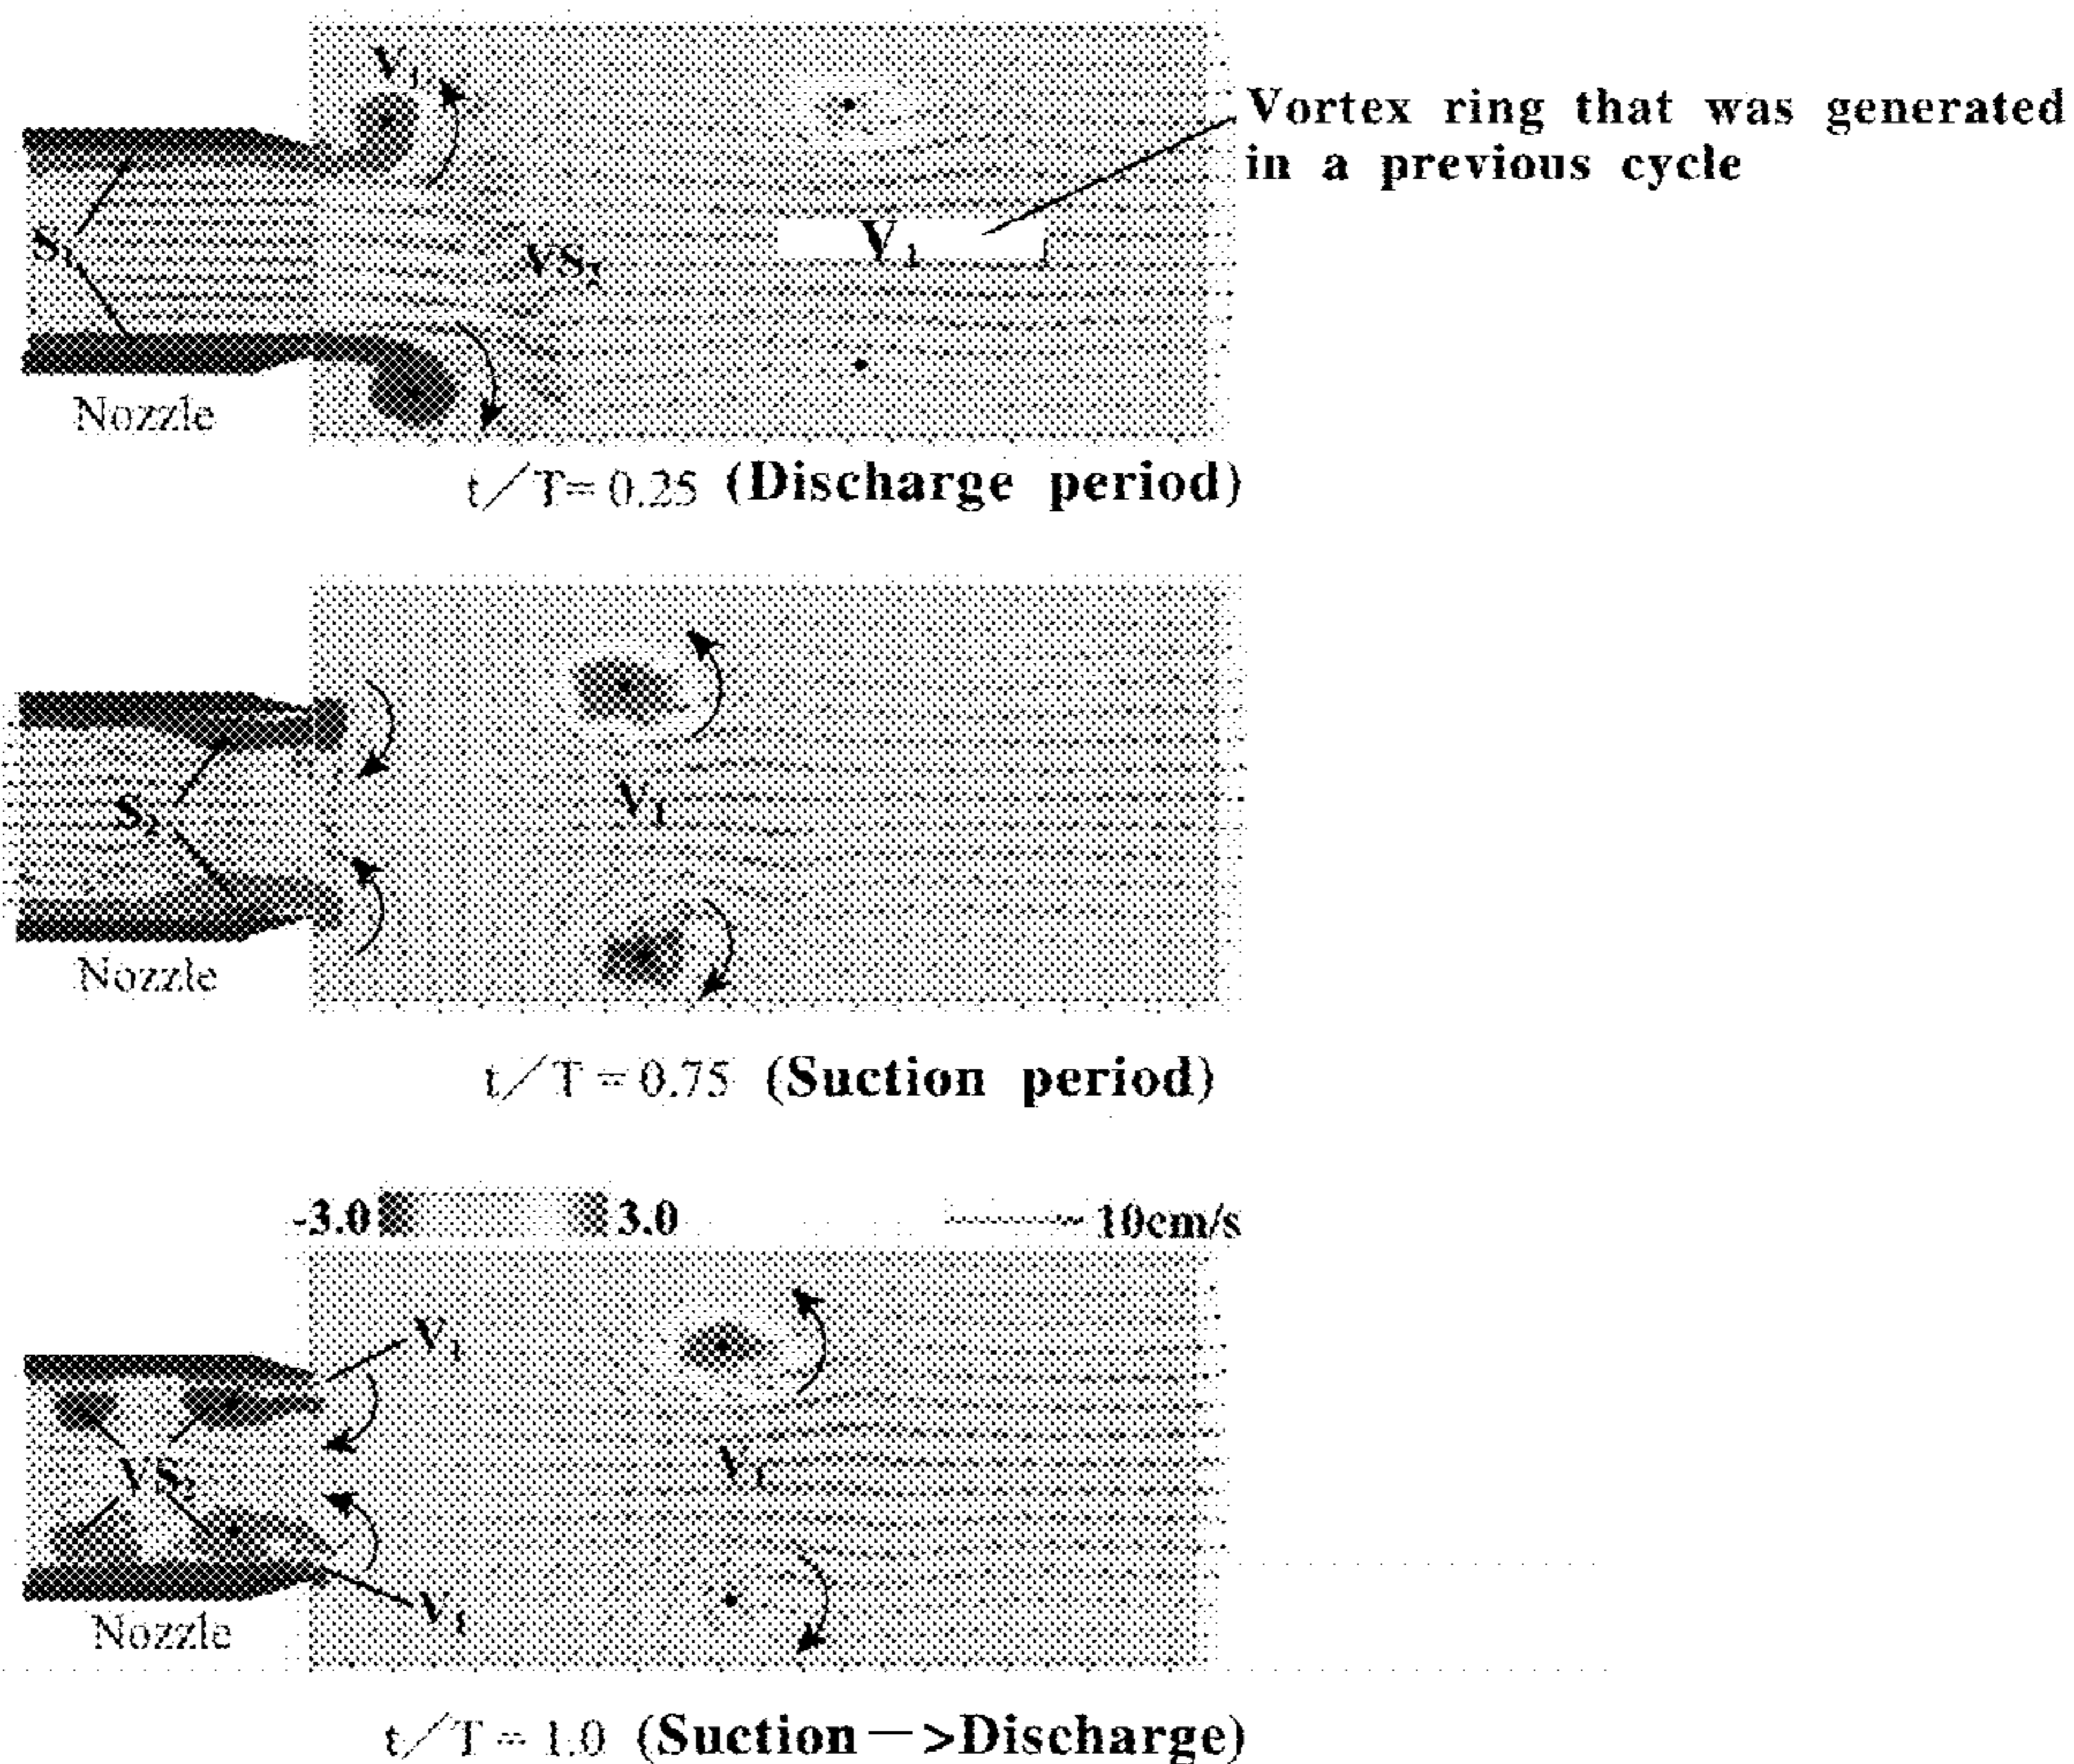 V₁
Vortex ring that was generated
in a previous cycle
S₁
VS₂
V₁
Nozzle
t/T=0.25 (Discharge period)
S₂
V₁
Nozzle
t/T=0.75 (Suction period)
-3.0 3.0 10cm/s
V₁
VS₂
V₁
V₁
Nozzle
t/T=1.0 (Suction—>Discharge)